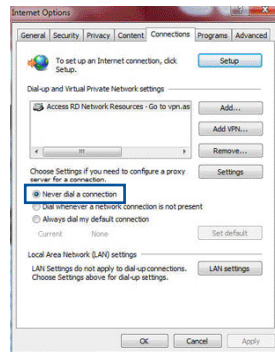 Internet Options
General Security Privacy Content Connections Programs Advanced
To set up an Internet connection, click
Setup.
Setup
Dial-up and Virtual Private Network settings
Access RD Network Resources - Go to vpn.as
Add...
Add VPN...
Remove...
Choose Settings if you need to configure a proxy
server for a connection.
Settings
Never dial a connection
Dial whenever a network connection is not present
Always dial my default connection
Current None
Set default
Local Area Network (LAN) settings
LAN Settings do not apply to dial-up connections.
Choose Settings above for dial-up settings.
LAN settings
OK Cancel Apply